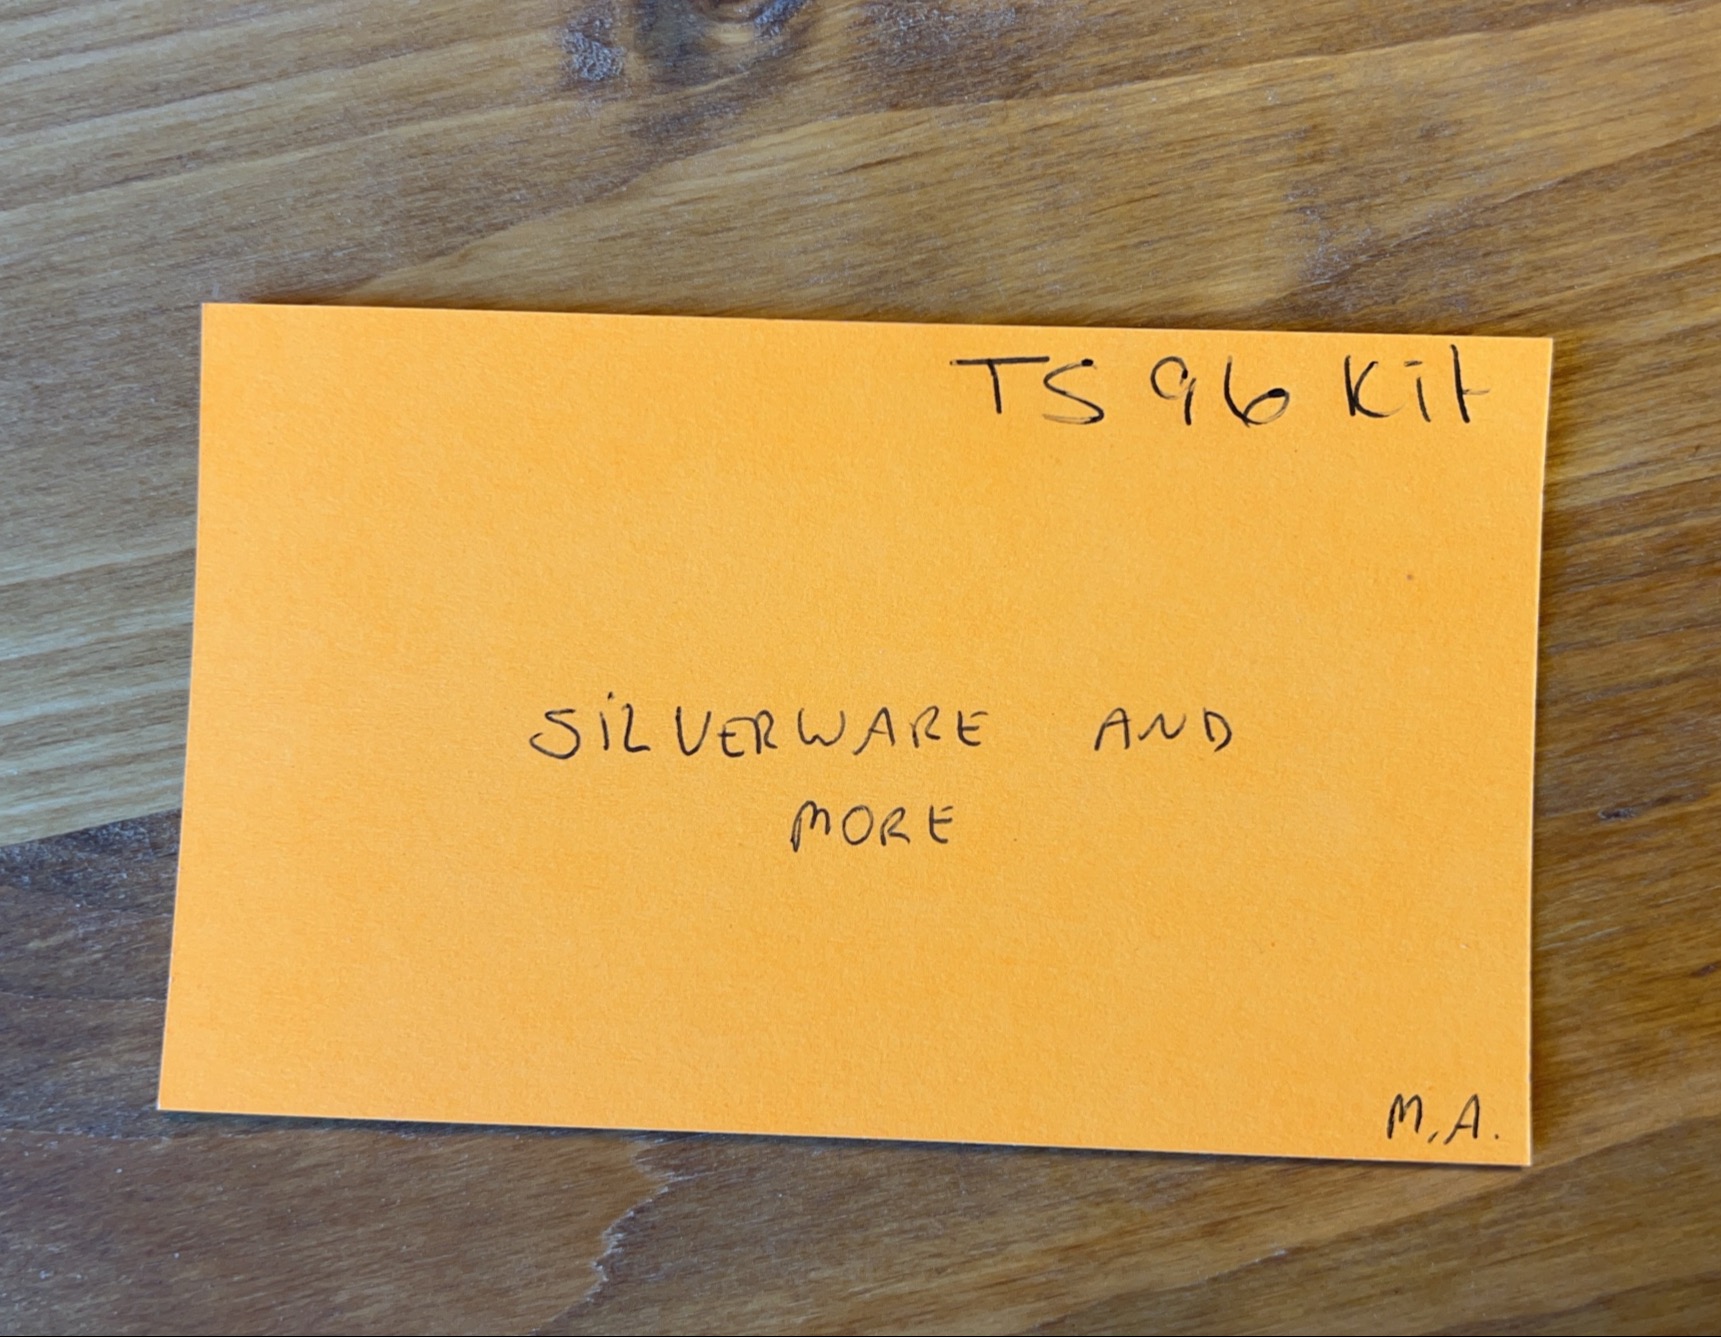 TS 96 Kit
SiLVERWARE AND
MORE
M.A.